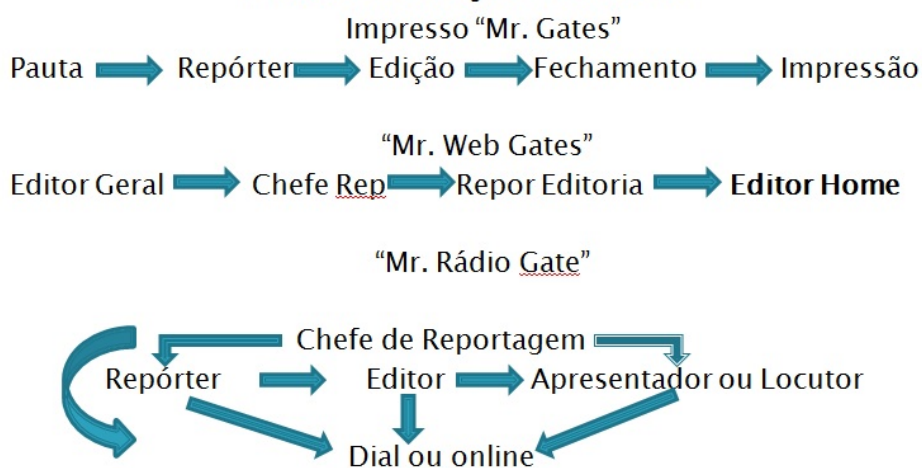 Impresso “Mr. Gates”
Pauta Repórter Edição Fechamento Impressão
“Mr. Web Gates”
Editor Geral Chefe Rep Repor Editoria Editor Home
“Mr. Rádio Gate”
Chefe de Reportagem
Repórter Editor Apresentador ou Locutor
Dial ou online